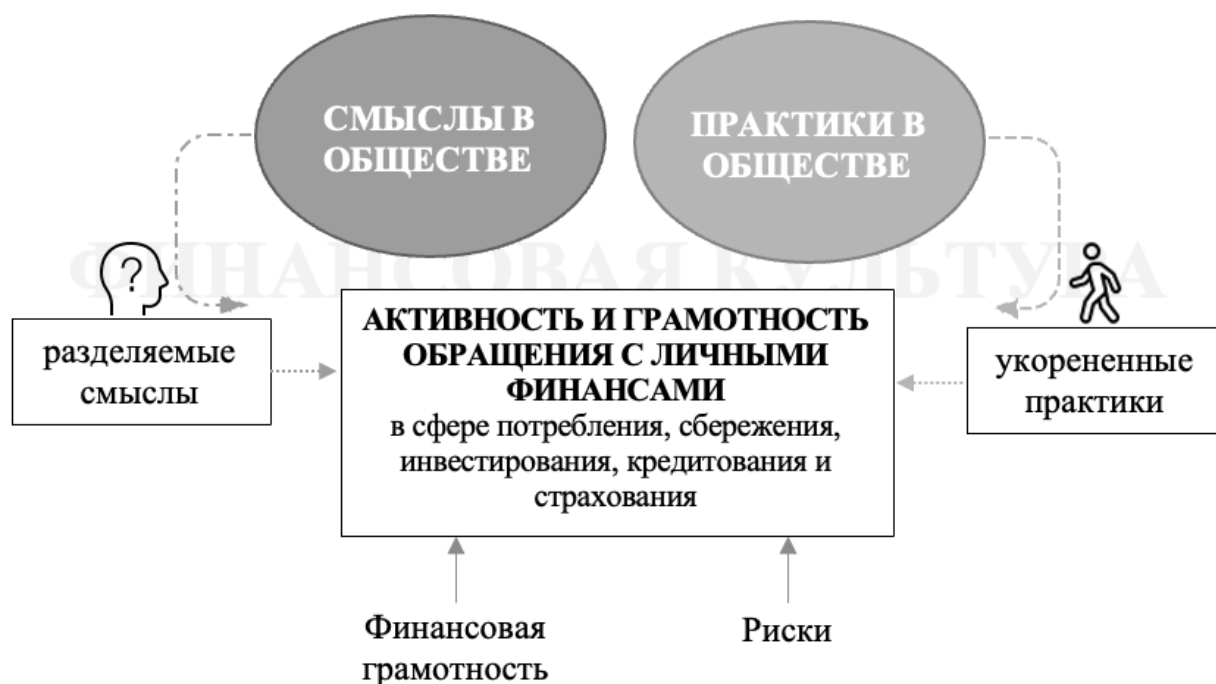 СМЫСЛЫ В
ОБЩЕСТВЕ
ПРАКТИКИ В
ОБЩЕСТВЕ
ФИНАНСОВАЯ КУЛЬТУРА
?
разделяемые
смыслы
АКТИВНОСТЬ И ГРАМОТНОСТЬ
ОБРАЩЕНИЯ С ЛИЧНЫМИ
ФИНАНСАМИ
в сфере потребления, сбережения,
инвестирования, кредитования и
страхования
укорененные
практики
Финансовая
грамотность
Риски